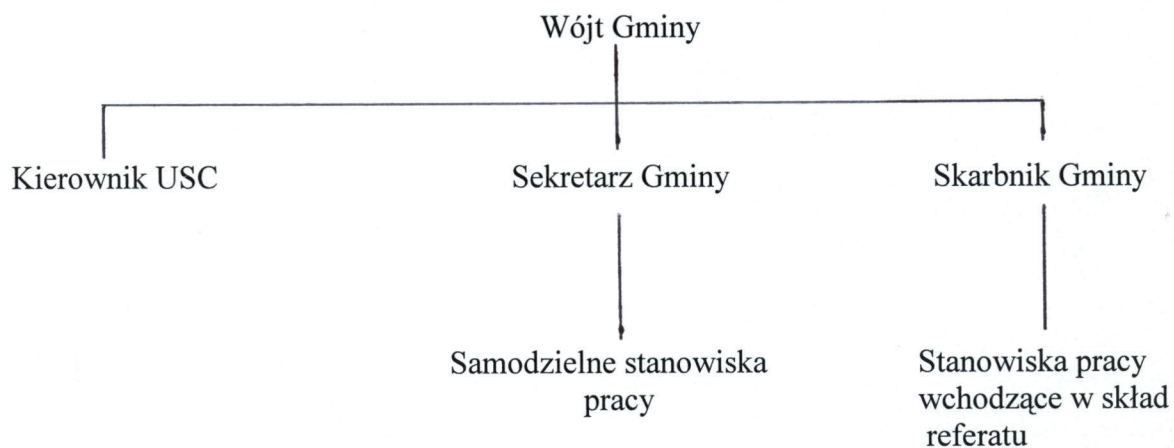 Wójt Gminy
Kierownik USC
Sekretarz Gminy
Skarbnik Gminy
Samodzielne stanowiska
pracy
Stanowiska pracy
wchodzące w skład
referatu